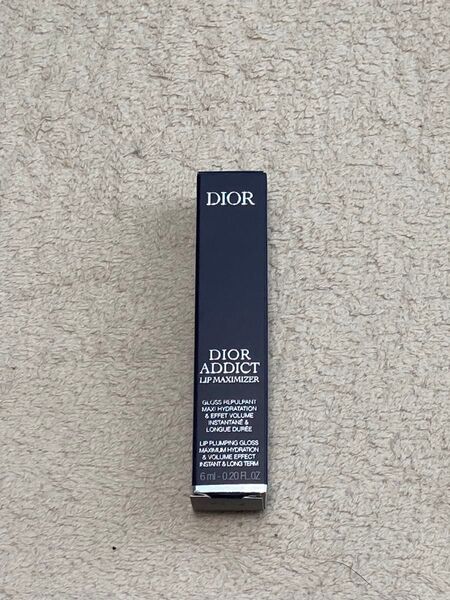 DIOR
DIOR
ADDICT
LIP MAXIMIZER
GLOSS REPULPANT
MAXI HYDRATATION
& EFFET VOLUME
INSTANTANÉ &
LONGUE DURÉE
LIP PLUMPING GLOSS
MAXIMUM HYDRATION
& VOLUME EFFECT
INSTANT & LONG TERM
6 ml - 0.20 FL.OZ